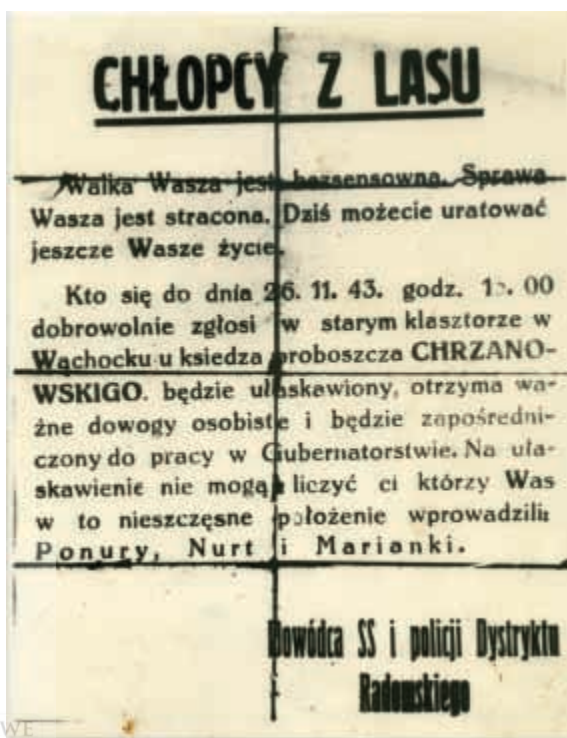 CHŁOPCY Z LASU
Walka Wasza jest bezsensowna. Sprawa
Wasza jest stracona. Dziś możecie uratować
jeszcze Wasze życie.
Kto się do dnia 26. 11. 43. godz. 00
dobrowolnie zgłosi w starym klasztorze w
Wąchocku u ksiedza proboszcza CHRZANO-
WSKIGO. będzie ułaskawiony, otrzyma wa-
żne dowogy osobiste i będzie zapośredni-
czony do pracy w Gubernatorstwie. Na uła-
skawienie nie mogą liczyć ci którzy Was
w to nieszczęsne położenie wprowadzili:
Ponury, Nurt i Marianki.
Dowódca SS i policji Dystryktu
Radomskiego
WE